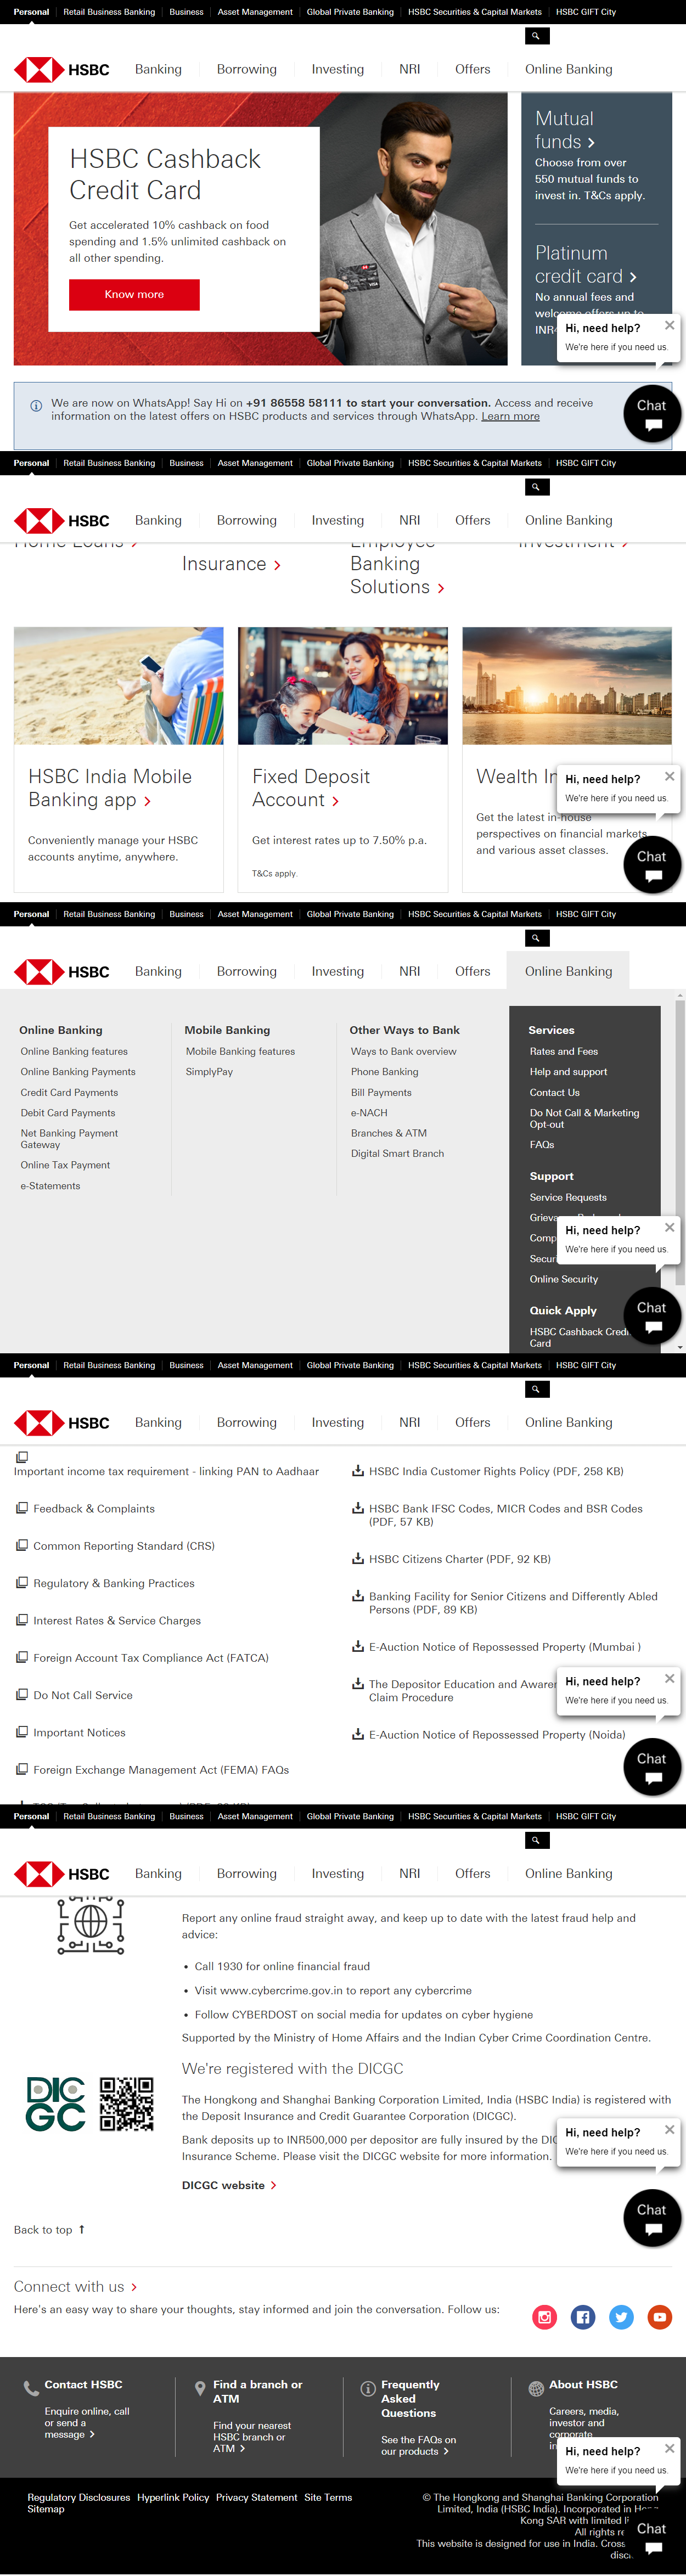 Personal Retail Business Banking Business Asset Management Global Private Banking HSBC Securities & Capital Markets HSBC GIFT City
HSBC Banking Borrowing Investing NRI Offers Online Banking
HSBC Cashback
Credit Card
Get accelerated 10% cashback on food
spending and 1.5% unlimited cashback on
all other spending.
Know more
VISA
Mutual
funds
Choose from over
550 mutual funds to
invest in. T&Cs apply.
Platinum
credit card
No annual fees and
welcome offers up to
INR
Hi, need help?
We're here if you need us.
Chat
We are now on WhatsApp! Say Hi on +91 86558 58111 to start your conversation. Access and receive
information on the latest offers on HSBC products and services through WhatsApp. Learn more
Personal Retail Business Banking Business Asset Management Global Private Banking HSBC Securities & Capital Markets HSBC GIFT City
HSBC Banking Borrowing Investing NRI Offers Online Banking
Home Loans
Insurance
Employee
Banking
Solutions
Investment
HSBC India Mobile
Banking app
Conveniently manage your HSBC
accounts anytime, anywhere.
Fixed Deposit
Account
Get interest rates up to 7.50% p.a.
T&Cs apply.
Wealth In
Get the latest in-house
perspectives on financial markets
and various asset classes.
Hi, need help?
We're here if you need us.
Chat
Personal Retail Business Banking Business Asset Management Global Private Banking HSBC Securities & Capital Markets HSBC GIFT City
HSBC Banking Borrowing Investing NRI Offers Online Banking
Online Banking
Online Banking features
Online Banking Payments
Credit Card Payments
Debit Card Payments
Net Banking Payment
Gateway
Online Tax Payment
e-Statements
Mobile Banking
Mobile Banking features
SimplyPay
Other Ways to Bank
Ways to Bank overview
Phone Banking
Bill Payments
e-NACH
Branches & ATM
Digital Smart Branch
Services
Rates and Fees
Help and support
Contact Us
Do Not Call & Marketing
Opt-out
FAQs
Support
Service Requests
Grieva
Comp
Securi
Online Security
Quick Apply
HSBC Cashback Credi
Card
Hi, need help?
We're here if you need us.
Chat
Personal Retail Business Banking Business Asset Management Global Private Banking HSBC Securities & Capital Markets HSBC GIFT City
HSBC Banking Borrowing Investing NRI Offers Online Banking
Important income tax requirement - linking PAN to Aadhaar
Feedback & Complaints
Common Reporting Standard (CRS)
Regulatory & Banking Practices
Interest Rates & Service Charges
Foreign Account Tax Compliance Act (FATCA)
Do Not Call Service
Important Notices
Foreign Exchange Management Act (FEMA) FAQs
HSBC India Customer Rights Policy (PDF, 258 KB)
HSBC Bank IFSC Codes, MICR Codes and BSR Codes
(PDF, 57 KB)
HSBC Citizens Charter (PDF, 92 KB)
Banking Facility for Senior Citizens and Differently Abled
Persons (PDF, 89 KB)
E-Auction Notice of Repossessed Property (Mumbai )
The Depositor Education and Awaren
Claim Procedure
E-Auction Notice of Repossessed Property (Noida)
Hi, need help?
We're here if you need us.
Chat
Personal Retail Business Banking Business Asset Management Global Private Banking HSBC Securities & Capital Markets HSBC GIFT City
HSBC Banking Borrowing Investing NRI Offers Online Banking
Report any online fraud straight away, and keep up to date with the latest fraud help and
advice:
• Call 1930 for online financial fraud
• Visit www.cybercrime.gov.in to report any cybercrime
• Follow CYBERDOST on social media for updates on cyber hygiene
Supported by the Ministry of Home Affairs and the Indian Cyber Crime Coordination Centre.
DICGC
We're registered with the DICGC
The Hongkong and Shanghai Banking Corporation Limited, India (HSBC India) is registered with
the Deposit Insurance and Credit Guarantee Corporation (DICGC).
Bank deposits up to INR500,000 per depositor are fully insured by the DIC
Insurance Scheme. Please visit the DICGC website for more information.
DICGC website
Hi, need help?
We're here if you need us.
Chat
Back to top
Connect with us
Here's an easy way to share your thoughts, stay informed and join the conversation. Follow us:
Contact HSBC
Enquire online, call
or send a
message
Find a branch or
ATM
Find your nearest
HSBC branch or
ATM
Frequently
Asked
Questions
See the FAQs on
our products
About HSBC
Careers, media,
investor and
corporate
Hi, need help?
We're here if you need us.
Regulatory Disclosures Hyperlink Policy Privacy Statement Site Terms
Sitemap
© The Hongkong and Shanghai Banking Corporation
Limited, India (HSBC India). Incorporated in Hong
Kong SAR with limited li
All rights re
This website is designed for use in India. Cross
disc
Chat